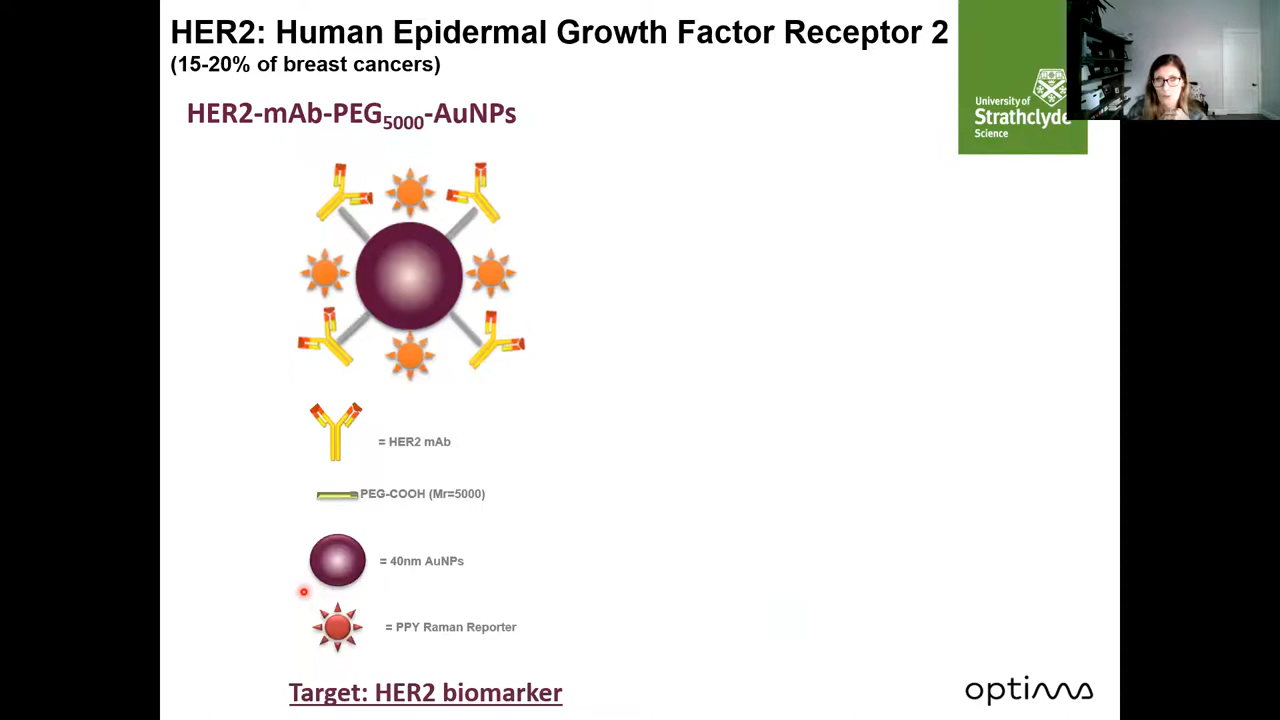 HER2: Human Epidermal Growth Factor Receptor 2
(15-20% of breast cancers)
HER2-mAb-PEG5000-AuNPs
University of
Strathclyde
Science
= HER2 mAb
PEG-COOH (Mr=5000)
= 40nm AuNPs
= PPY Raman Reporter
Target: HER2 biomarker
optima